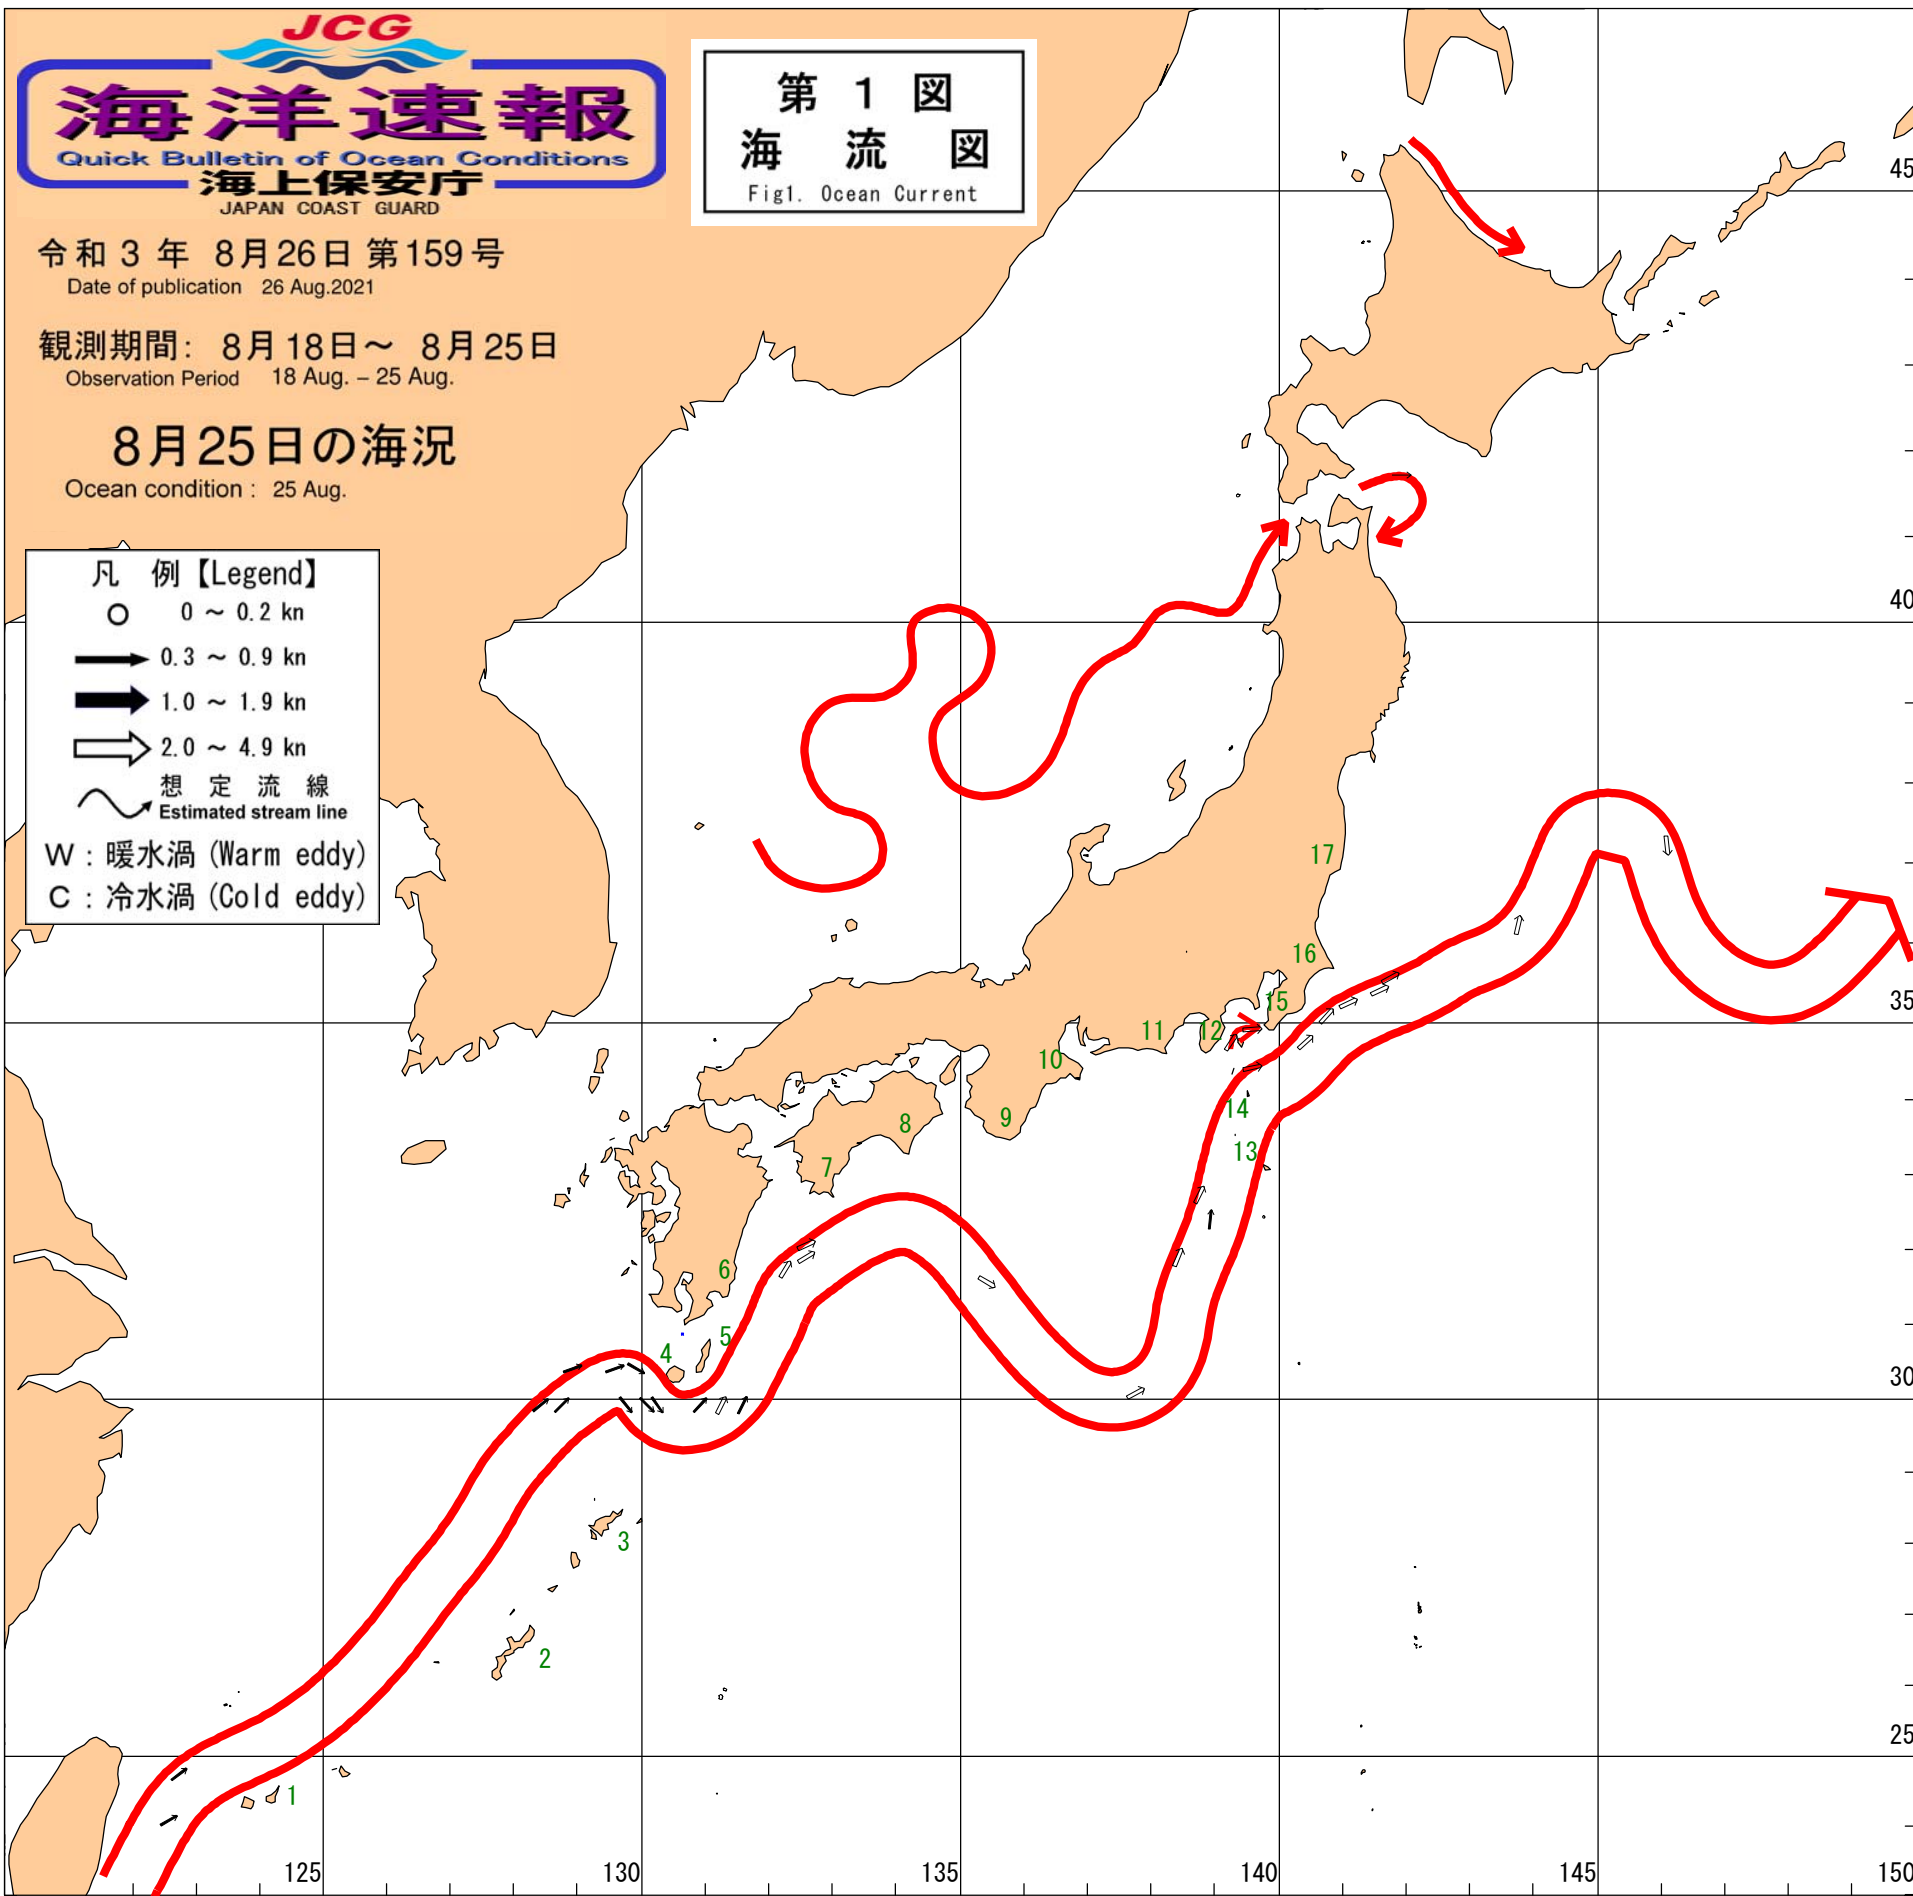 JCG
海洋速報
Quick Bulletin of Ocean Conditions
海上保安庁
JAPAN COAST GUARD
第 1 図
海 流 図
Fig1. Ocean Current
令和 3 年 8月26日 第159号
Date of publication 26 Aug.2021
観測期間: 8月18日～ 8月25日
Observation Period 18 Aug. – 25 Aug.
8月25日の海況
Ocean condition : 25 Aug.
凡 例【Legend】
0 ～ 0.2 kn
0.3 ～ 0.9 kn
1.0 ～ 1.9 kn
2.0 ～ 4.9 kn
想 定 流 線
Estimated stream line
W : 暖水渦 (Warm eddy)
C : 冷水渦 (Cold eddy)
45
40
17
16
15
35
12
11
10
14
9
8
13
7
6
5
4
30
3
2
25
1
125
130
135
140
145
150